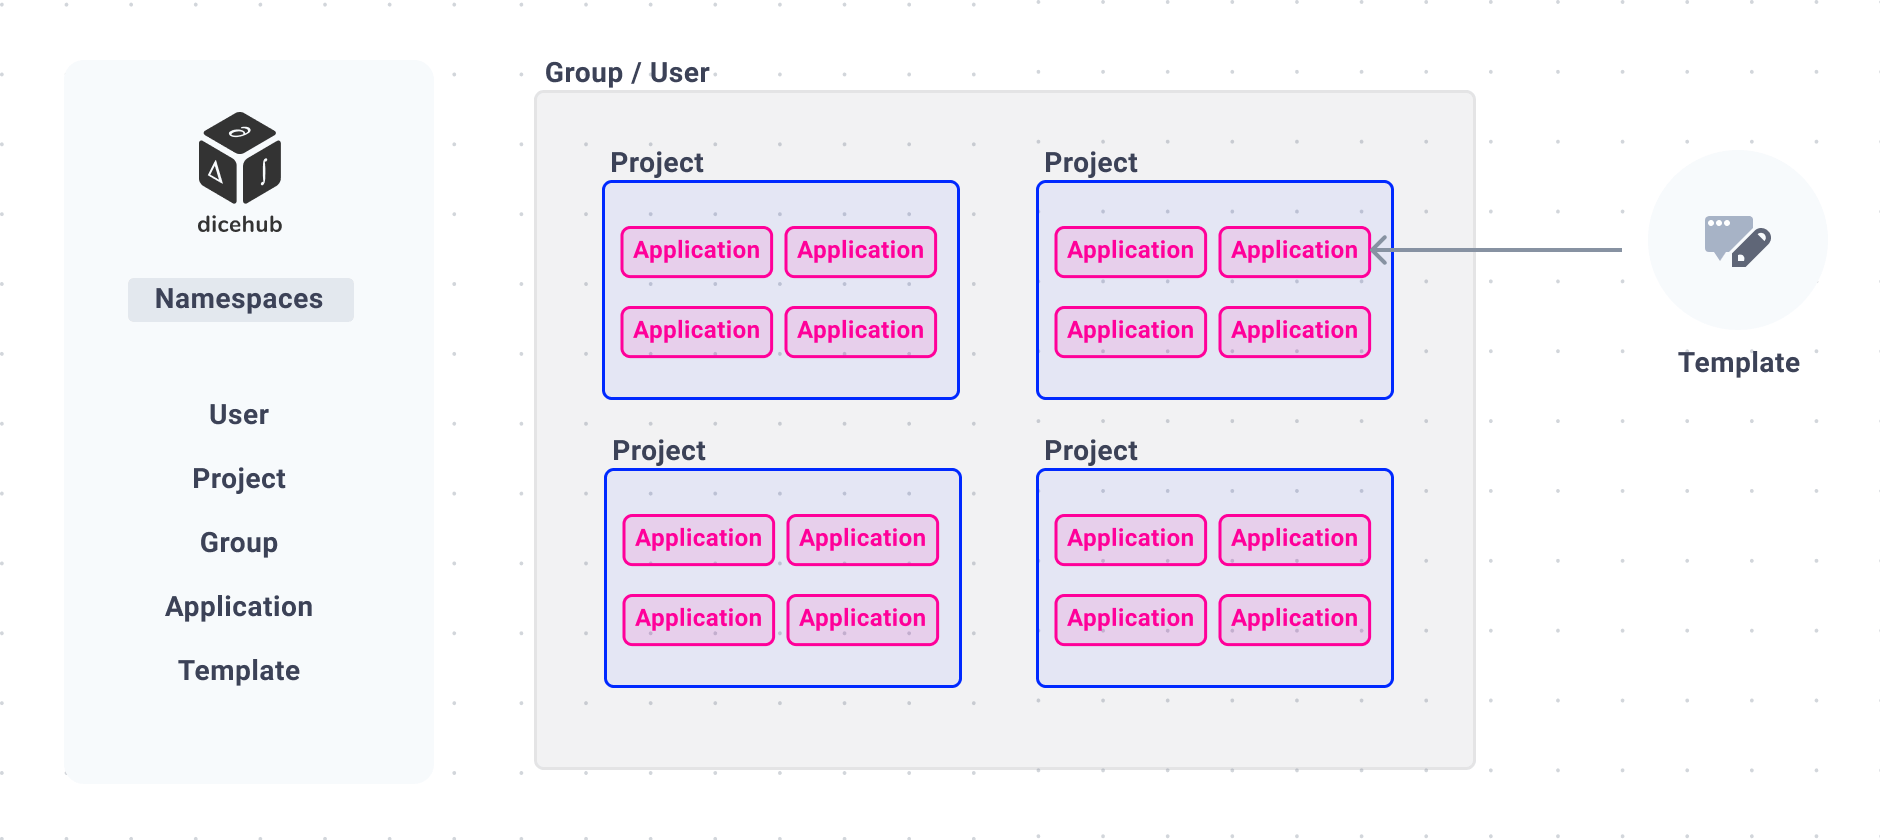 dicehub
Namespaces
User
Project
Group
Application
Template
Group / User
Project
Application Application
Application Application
Project
Application Application
Application Application
Project
Application Application
Application Application
Project
Application Application
Application Application
Template